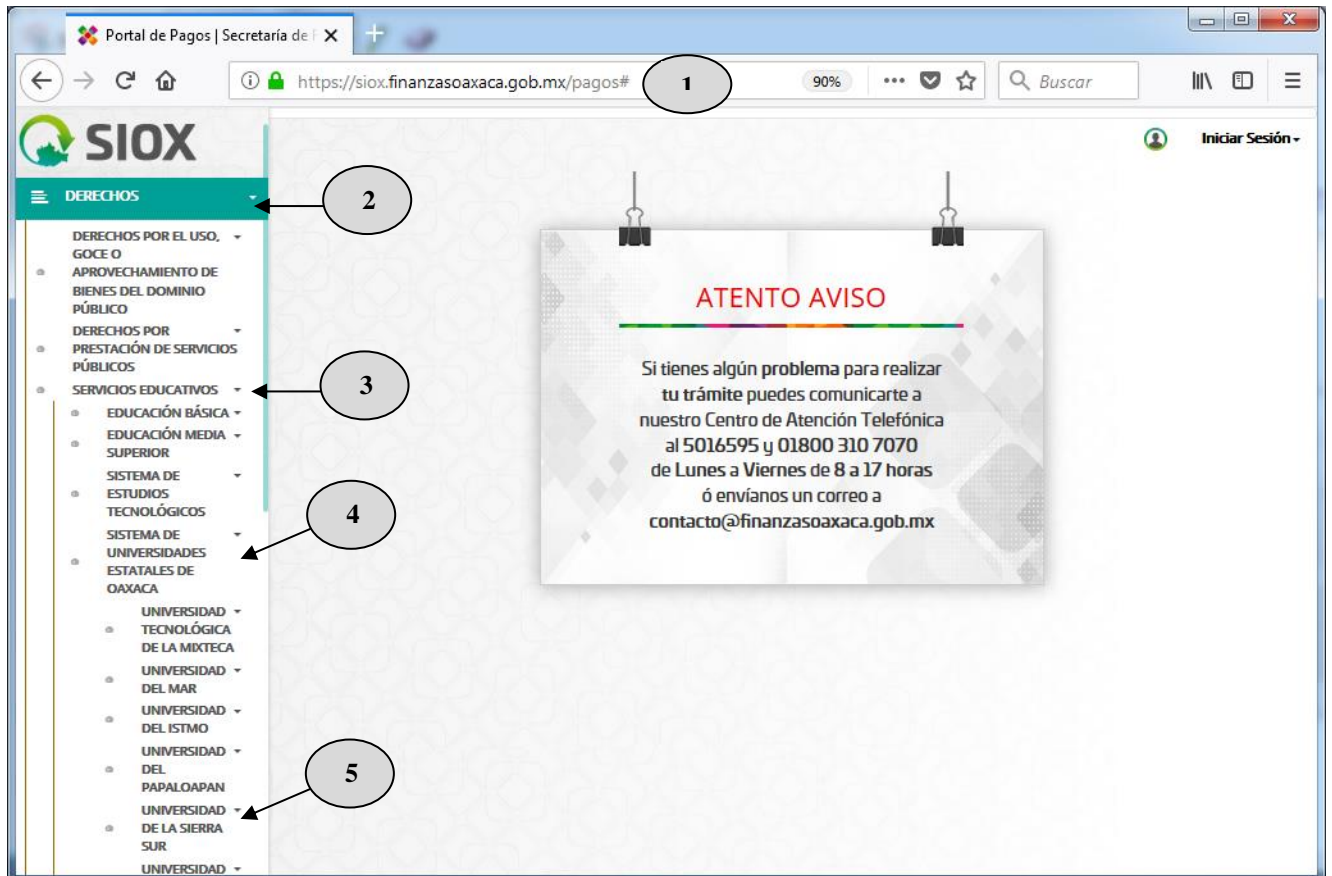 Portal de Pagos | Secretaría de
https://siox.finanzasoaxaca.gob.mx/pagos#
1
90%
Buscar
SIOX
Iniciar Sesión
DERECHOS
2
DERECHOS POR EL USO,
GOCE O
APROVECHAMIENTO DE
BIENES DEL DOMINIO
PÚBLICO
DERECHOS POR
PRESTACIÓN DE SERVICIOS
PÚBLICOS
SERVICIOS EDUCATIVOS
3
EDUCACIÓN BÁSICA
EDUCACIÓN MEDIA
SUPERIOR
SISTEMA DE
ESTUDIOS
TECNOLÓGICOS
4
SISTEMA DE
UNIVERSIDADES
ESTATALES DE
OAXACA
UNIVERSIDAD
TECNOLÓGICA
DE LA MIXTECA
UNIVERSIDAD
DEL MAR
UNIVERSIDAD
DEL ISTMO
UNIVERSIDAD
DEL
PAPALOAPAN
5
UNIVERSIDAD
DE LA SIERRA
SUR
UNIVERSIDAD
ATENTO AVISO
Si tienes algún problema para realizar
tu trámite puedes comunicarte a
nuestro Centro de Atención Telefónica
al 5016595 y 01800 310 7070
de Lunes a Viernes de 8 a 17 horas
ó envíanos un correo a
contacto@finanzasoaxaca.gob.mx